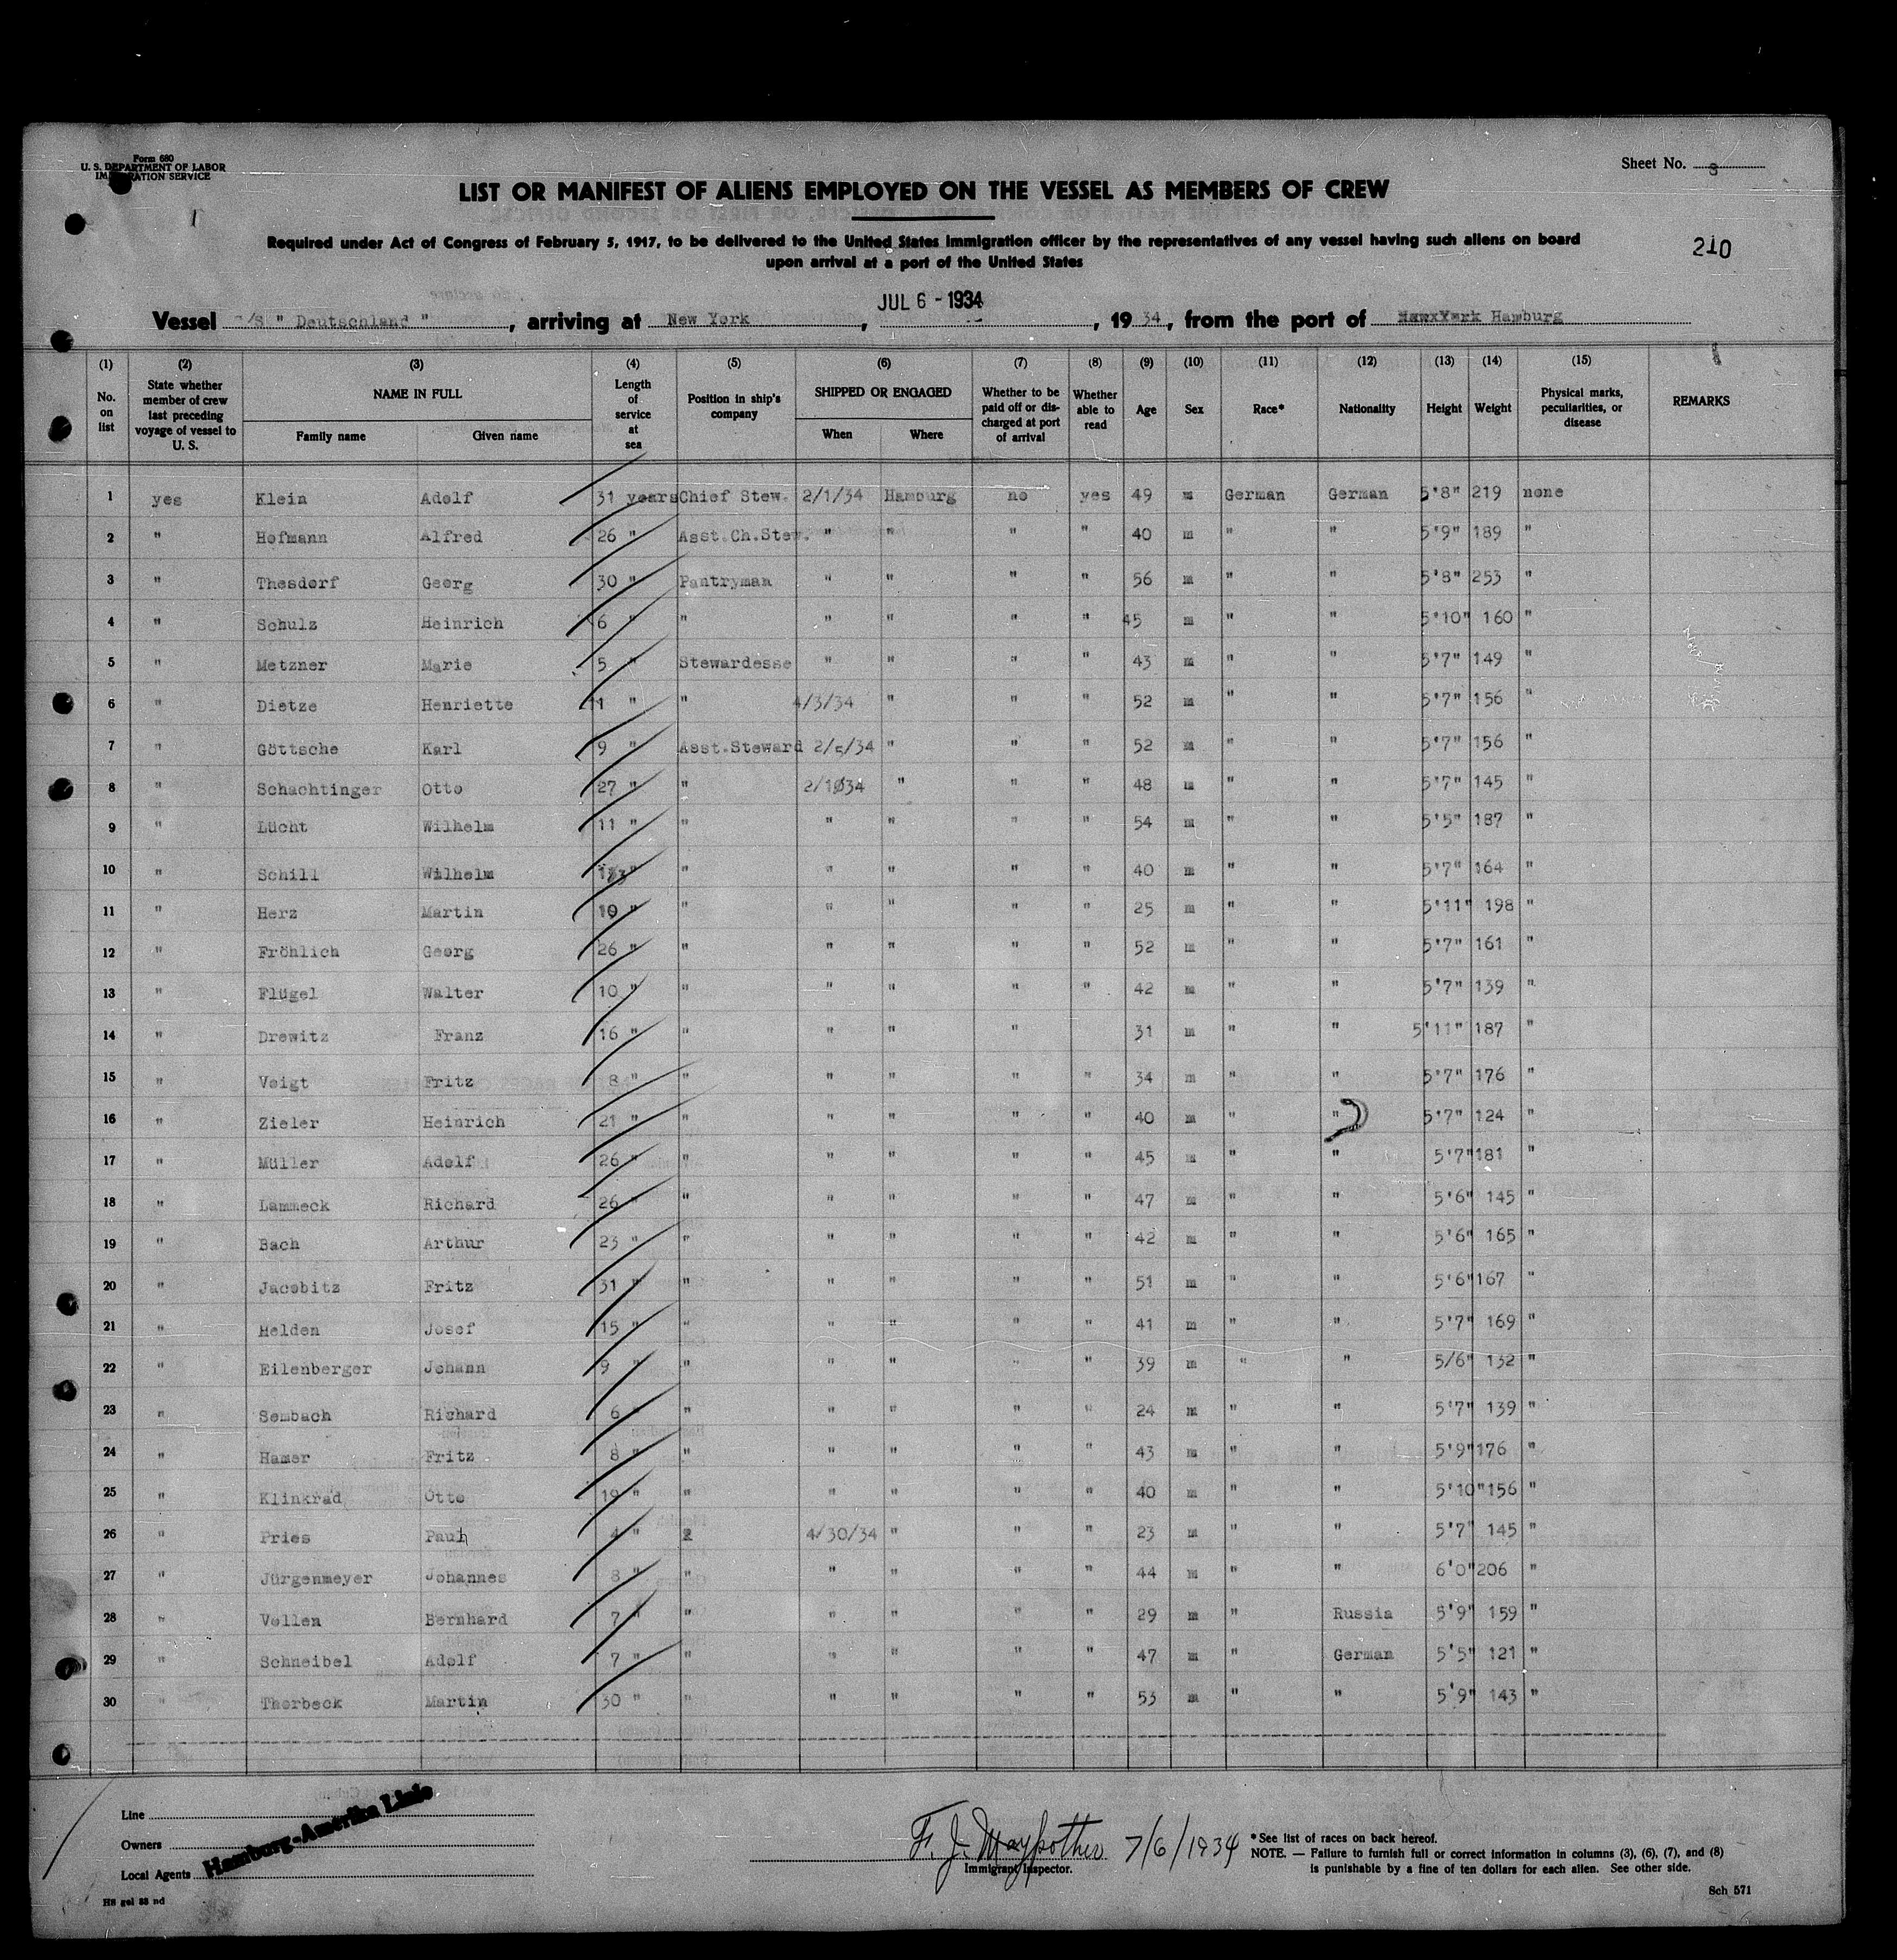 Form 680
U. S. DEPARTMENT OF LABOR
IMMIGRATION SERVICE
Sheet No. 8
LIST OR MANIFEST OF ALIENS EMPLOYED ON THE VESSEL AS MEMBERS OF CREW
Required under Act of Congress of February 5, 1917, to be delivered to the United States immigration officer by the representatives of any vessel having such aliens on board
upon arrival at a port of the United States
210
JUL 6 - 1934
Vessel S/S " Deutschland ", arriving at New York, , 19 34, from the port of Hamburg
(1) (2) (3) (4) (5) (6) (7) (8) (9) (10) (11) (12) (13) (14) (15)
No. on list State whether member of crew last preceding voyage of vessel to U. S. NAME IN FULL Family name Given name Length of service at sea Position in ship's company SHIPPED OR ENGAGED When Where Whether to be paid off or discharged at port of arrival Whether able to read Age Sex Race* Nationality Height Weight Physical marks, peculiarities, or disease REMARKS
1 yes Klein Adolf 31 years Chief Stew. 2/1/34 Hamburg no yes 49 m German German 5'8" 219 none
2 " Hofmann Alfred 26 " Asst.Ch.Stew. " " " " 40 m " " 5'9" 189 "
3 " Thesdorf Georg 30 " Pantryman " " " " 56 m " " 5'8" 253 "
4 " Schulz Heinrich 6 " " " " " " 45 m " " 5'10" 160 "
5 " Metzner Marie 5 " Stewardesse " " " " 43 m " " 5'7" 149 "
6 " Dietze Henriette 11 " " 4/3/34 " " " 52 m " " 5'7" 156 "
7 " Göttsche Karl 9 " Asst.Steward 2/5/34 " " " 52 m " " 5'7" 156 "
8 " Schachtinger Otto 27 " " 2/1034 " " " 48 m " " 5'7" 145 "
9 " Lücht Wilhelm 11 " " " " " " 54 m " " 5'5" 187 "
10 " Schill Wilhelm " " " " " " 40 m " " 5'7" 164 "
11 " Herz Martin 10 " " " " " " 25 m " " 5'11" 198 "
12 " Fröhlich Georg 26 " " " " " " 52 m " " 5'7" 161 "
13 " Flügel Walter 10 " " " " " " 42 m " " 5'7" 139 "
14 " Drewitz Franz 16 " " " " " 31 m " " 5'11" 187 "
15 " Voigt Fritz 8 " " " " " " 34 m " " 5'7" 176 "
16 " Zieler Heinrich 21 " " " " " " 40 m " " 5'7" 124 "
17 " Müller Adolf 26 " " " " " " 45 m " " 5'7" 181 "
18 " Lammeck Richard 26 " " " " " " 47 m " " 5'6" 145 "
19 " Bach Arthur 23 " " " " " " 42 m " " 5'6" 165 "
20 " Jacobitz Fritz 31 " " " " " " 51 m " " 5'6" 167 "
21 " Helden Josef 15 " " " " " " 41 m " " 5'7" 169 "
22 " Eilenberger Johann 9 " " " " " " 39 m " " 5/6" 132 "
23 " Sembach Richard 6 " " " " " " 24 m " " 5'7" 139 "
24 " Hamer Fritz 8 " " " " " " 43 m " " 5'9" 176 "
25 " Klinkrad Otto 19 " " " " " " 40 m " " 5'10" 156 "
26 " Pries Paul 4 " 2 4/30/34 " " " 23 m " " 5'7" 145 "
27 " Jürgenmeyer Johannes 8 " " " " " " 44 m " " 6'0" 206 "
28 " Vollen Bernhard 7 " " " " " " 29 m " Russia 5'9" 159 "
29 " Schneibel Adolf 7 " " " " " " 47 m " German 5'5" 121 "
30 " Therbeck Martin 30 " " " " " " 53 m " " 5'9" 143 "
Line
Owners
Local Agents
Hamburg-Amerika Linie
F. J. Maypother 7/6/1934
Immigrant Inspector.
*See list of races on back hereof.
NOTE. — Failure to furnish full or correct information in columns (3), (6), (7), and (8)
is punishable by a fine of ten dollars for each alien. See other side.
Sch 571